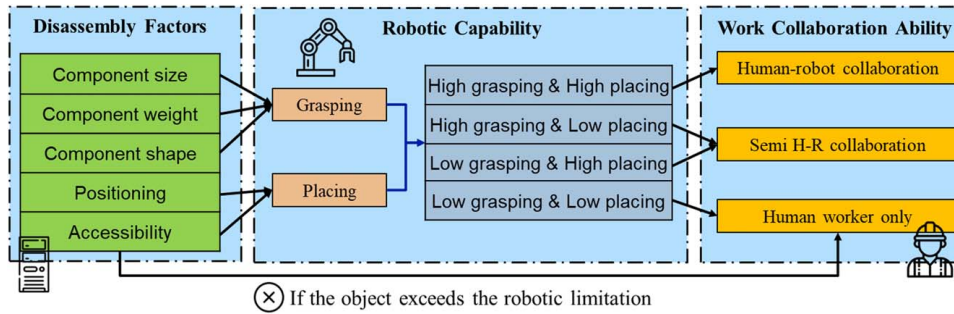 Disassembly Factors
Component size
Component weight
Component shape
Positioning
Accessibility
Robotic Capability
Grasping
Placing
High grasping & High placing
High grasping & Low placing
Low grasping & High placing
Low grasping & Low placing
Work Collaboration Ability
Human-robot collaboration
Semi H-R collaboration
Human worker only
If the object exceeds the robotic limitation